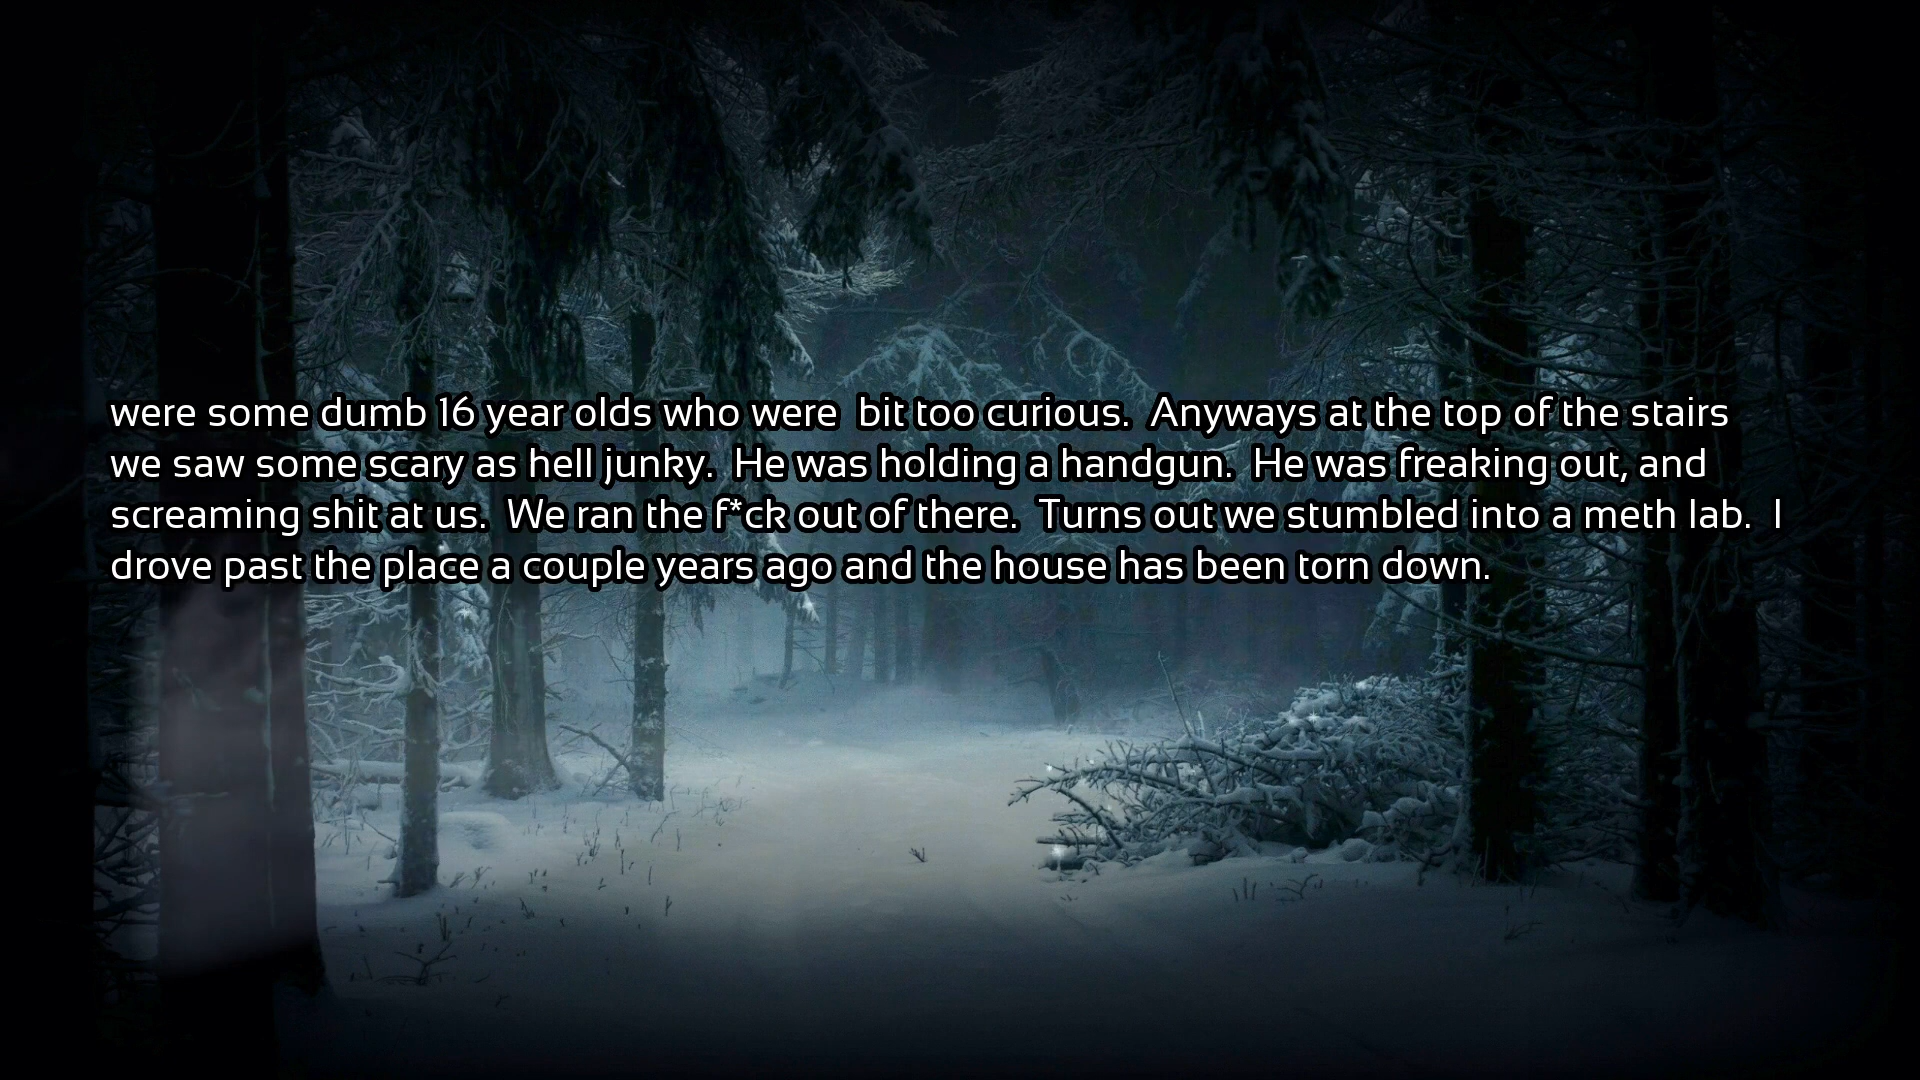 were some dumb 16 year olds who were  bit too curious.  Anyways at the top of the stairs
we saw some scary as hell junky.  He was holding a handgun.  He was freaking out, and
screaming shit at us.  We ran the f*ck out of there.  Turns out we stumbled into a meth lab.  I
drove past the place a couple years ago and the house has been torn down.